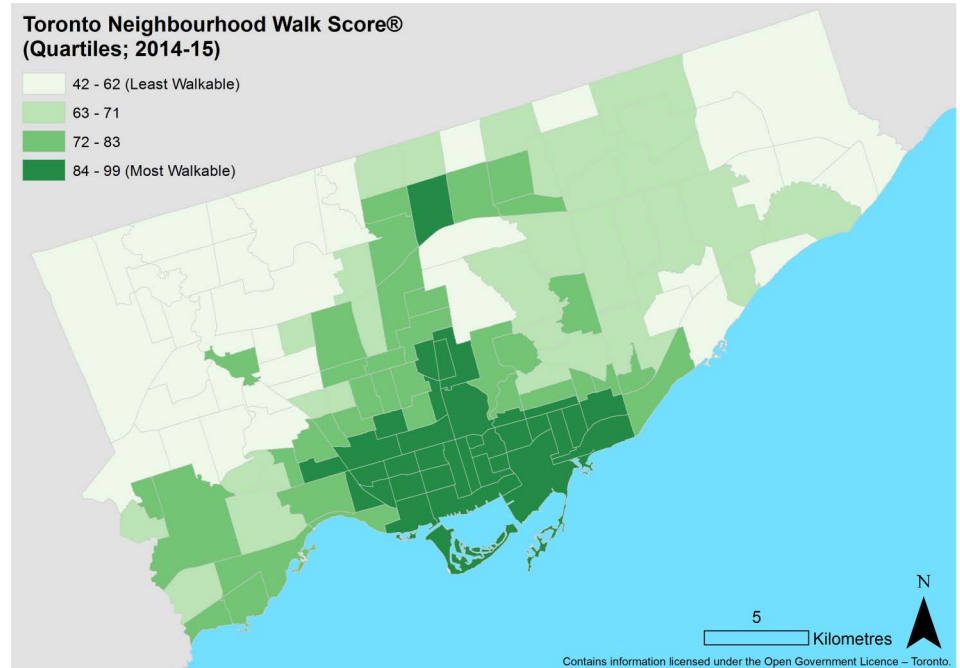 Toronto Neighbourhood Walk Score®
(Quartiles; 2014-15)
42 - 62 (Least Walkable)
63 - 71
72 - 83
84 - 99 (Most Walkable)
N
5
Kilometres
Contains information licensed under the Open Government Licence – Toronto.